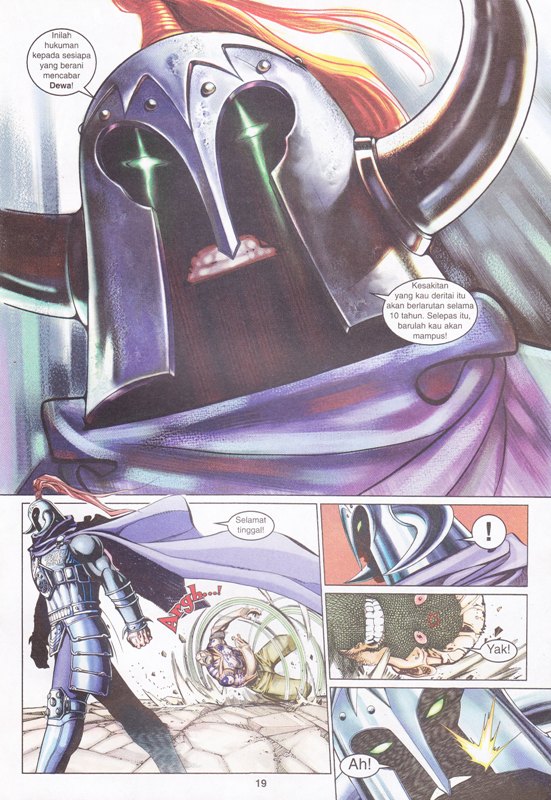 Inilah
hukuman
kepada sesiapa
yang berani
mencabar
Dewa!
Kesakitan
yang kau deritai itu
akan berlarutan selama
10 tahun. Selepas itu,
barulah kau akan
mampus!
Selamat
tinggal!
Argh...!
!
Yak!
Ah!
19